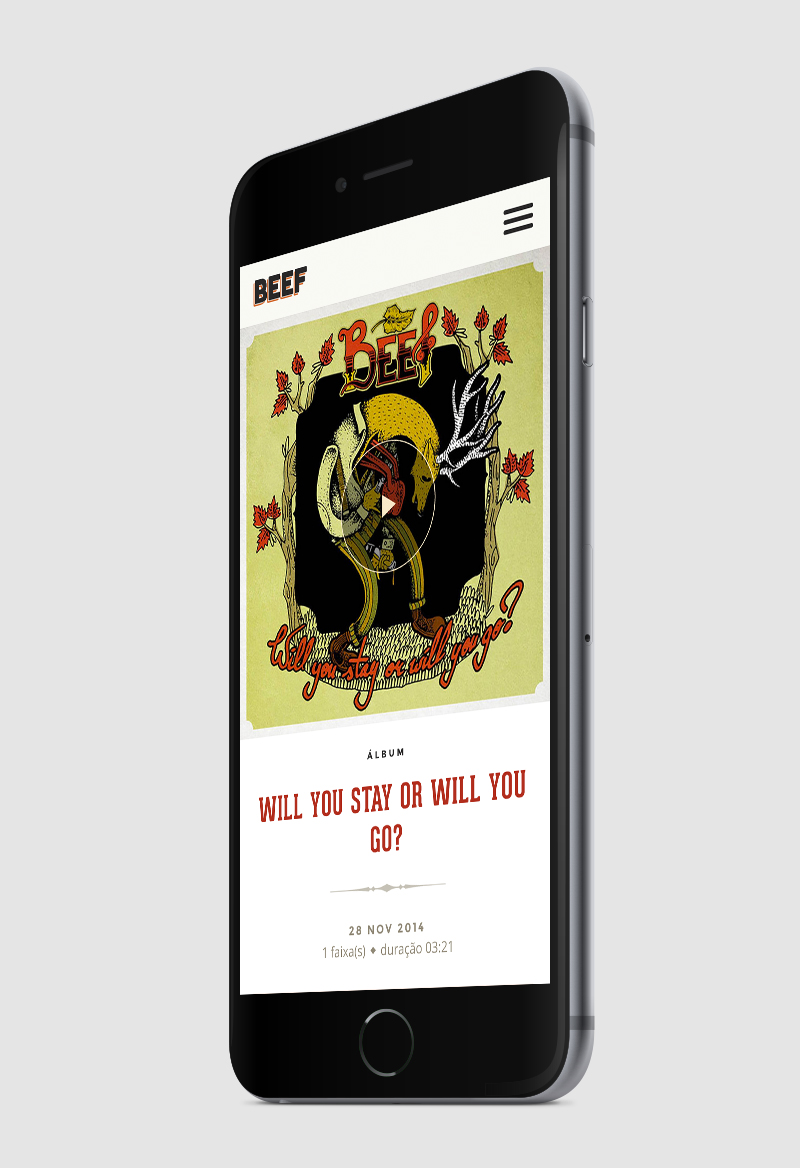 BEEF
BEEF
Will you stay or will you go?
ÁLBUM
WILL YOU STAY OR WILL YOU
GO?
28 NOV 2014
1 faixa(s) ♦ duração 03:21